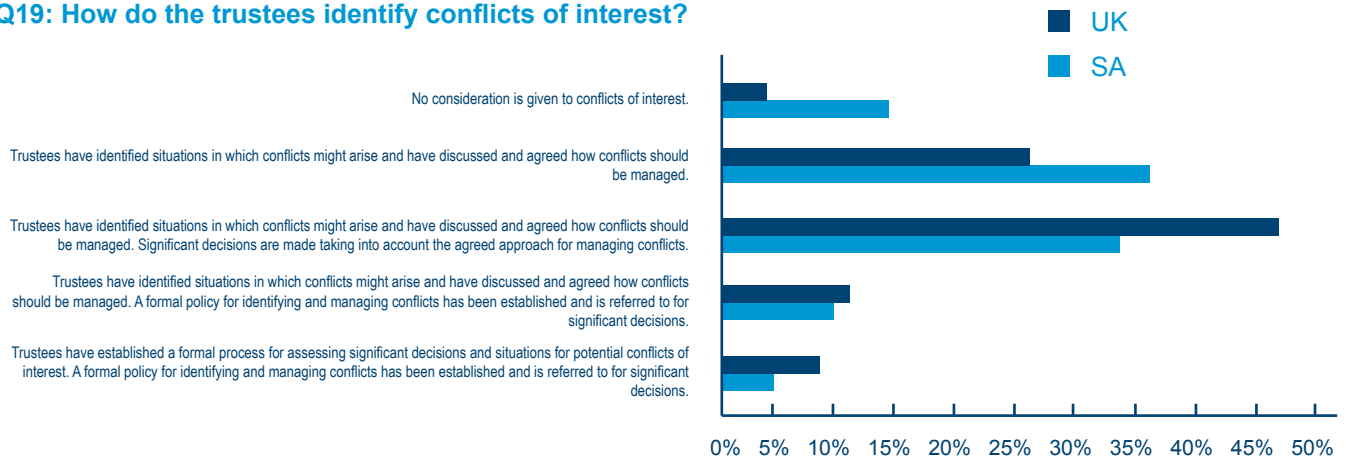 Q19: How do the trustees identify conflicts of interest?
UK
SA
No consideration is given to conflicts of interest.
Trustees have identified situations in which conflicts might arise and have discussed and agreed how conflicts should
be managed.
Trustees have identified situations in which conflicts might arise and have discussed and agreed how conflicts should
be managed. Significant decisions are made taking into account the agreed approach for managing conflicts.
Trustees have identified situations in which conflicts might arise and have discussed and agreed how conflicts
should be managed. A formal policy for identifying and managing conflicts has been established and is referred to for
significant decisions.
Trustees have established a formal process for assessing significant decisions and situations for potential conflicts of
interest. A formal policy for identifying and managing conflicts has been established and is referred to for significant
decisions.
0% 5% 10% 15% 20% 25% 30% 35% 40% 45% 50%